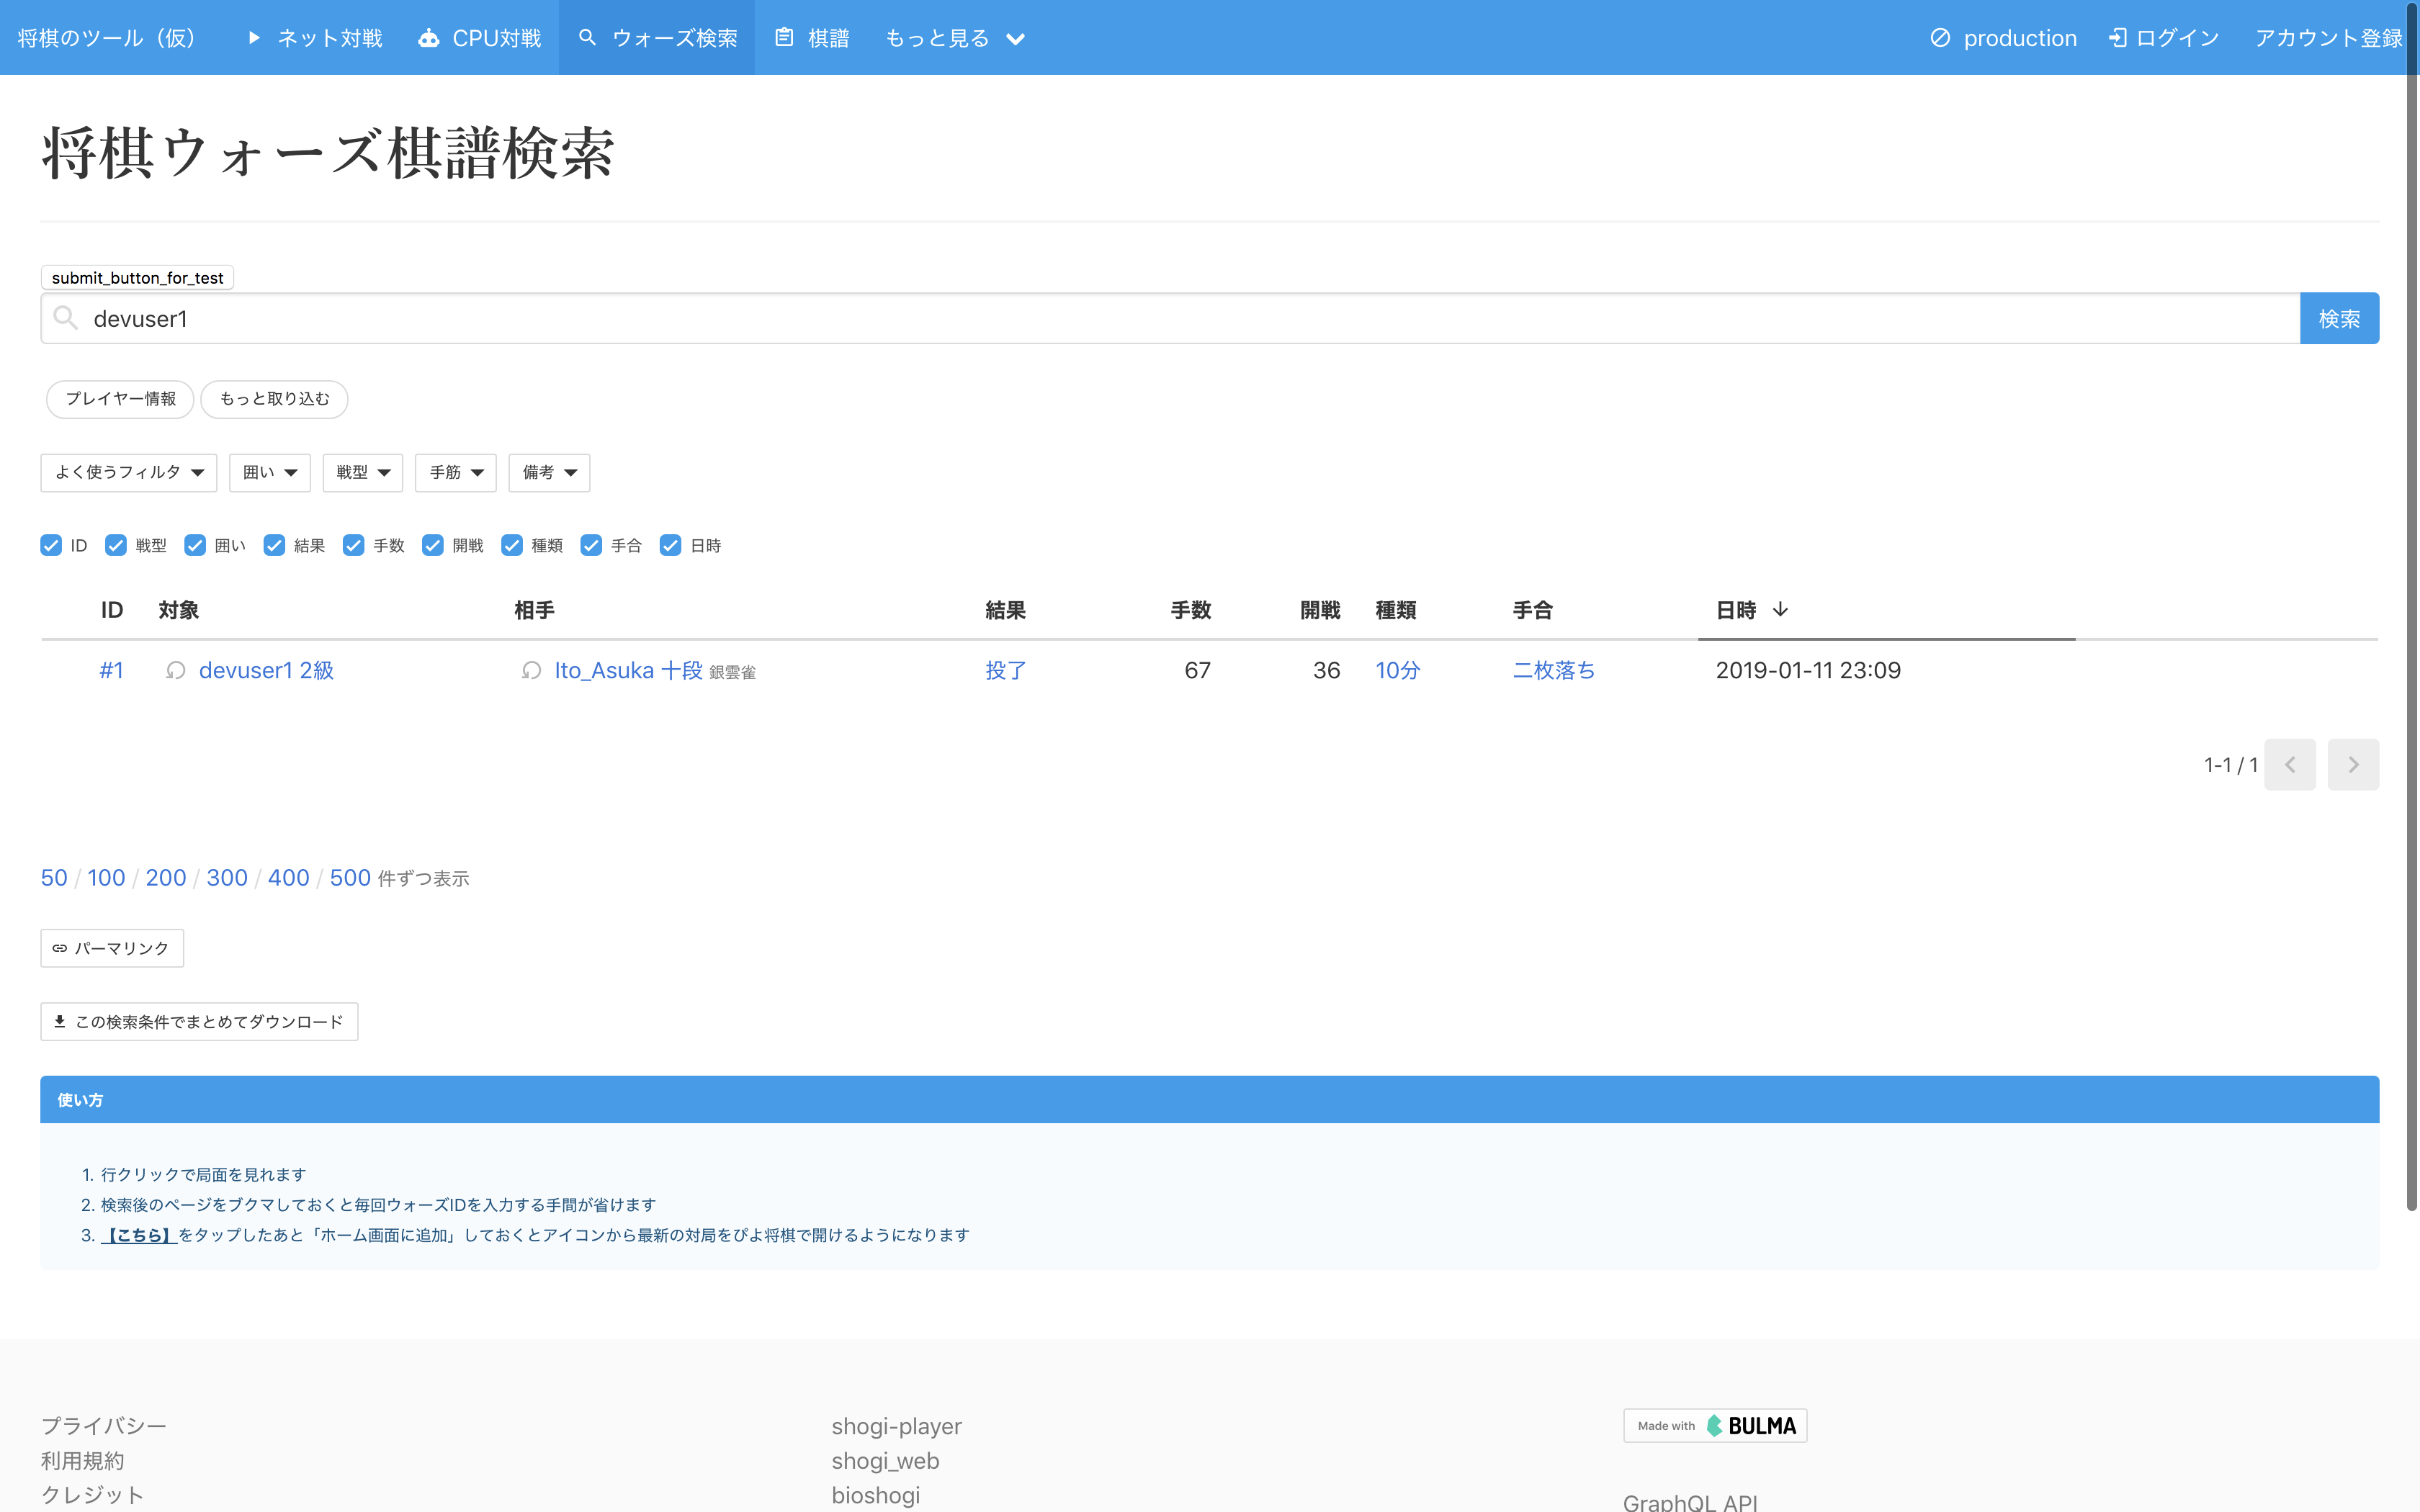 将棋のツール（仮） ネット対戦 CPU対戦 ウォーズ検索 棋譜 もっと見る production ログイン アカウント登録
将棋ウォーズ棋譜検索
submit_button_for_test
devuser1 検索
プレイヤー情報 もっと取り込む
よく使うフィルタ 囲い 戦型 手筋 備考
ID 戦型 囲い 結果 手数 開戦 種類 手合 日時
ID 対象 相手 結果 手数 開戦 種類 手合 日時
#1 devuser1 2級 Ito_Asuka 十段 銀雲雀 投了 67 36 10分 二枚落ち 2019-01-11 23:09
1-1 / 1
50 / 100 / 200 / 300 / 400 / 500 件ずつ表示
パーマリンク
この検索条件でまとめてダウンロード
使い方
1. 行クリックで局面を見れます
2. 検索後のページをブクマしておくと毎回ウォーズIDを入力する手間が省けます
3. 【こちら】をタップしたあと「ホーム画面に追加」しておくとアイコンから最新の対局をぴよ将棋で開けるようになります
プライバシー shogi-player Made with BULMA
利用規約 shogi_web
クレジット bioshogi GraphQL API